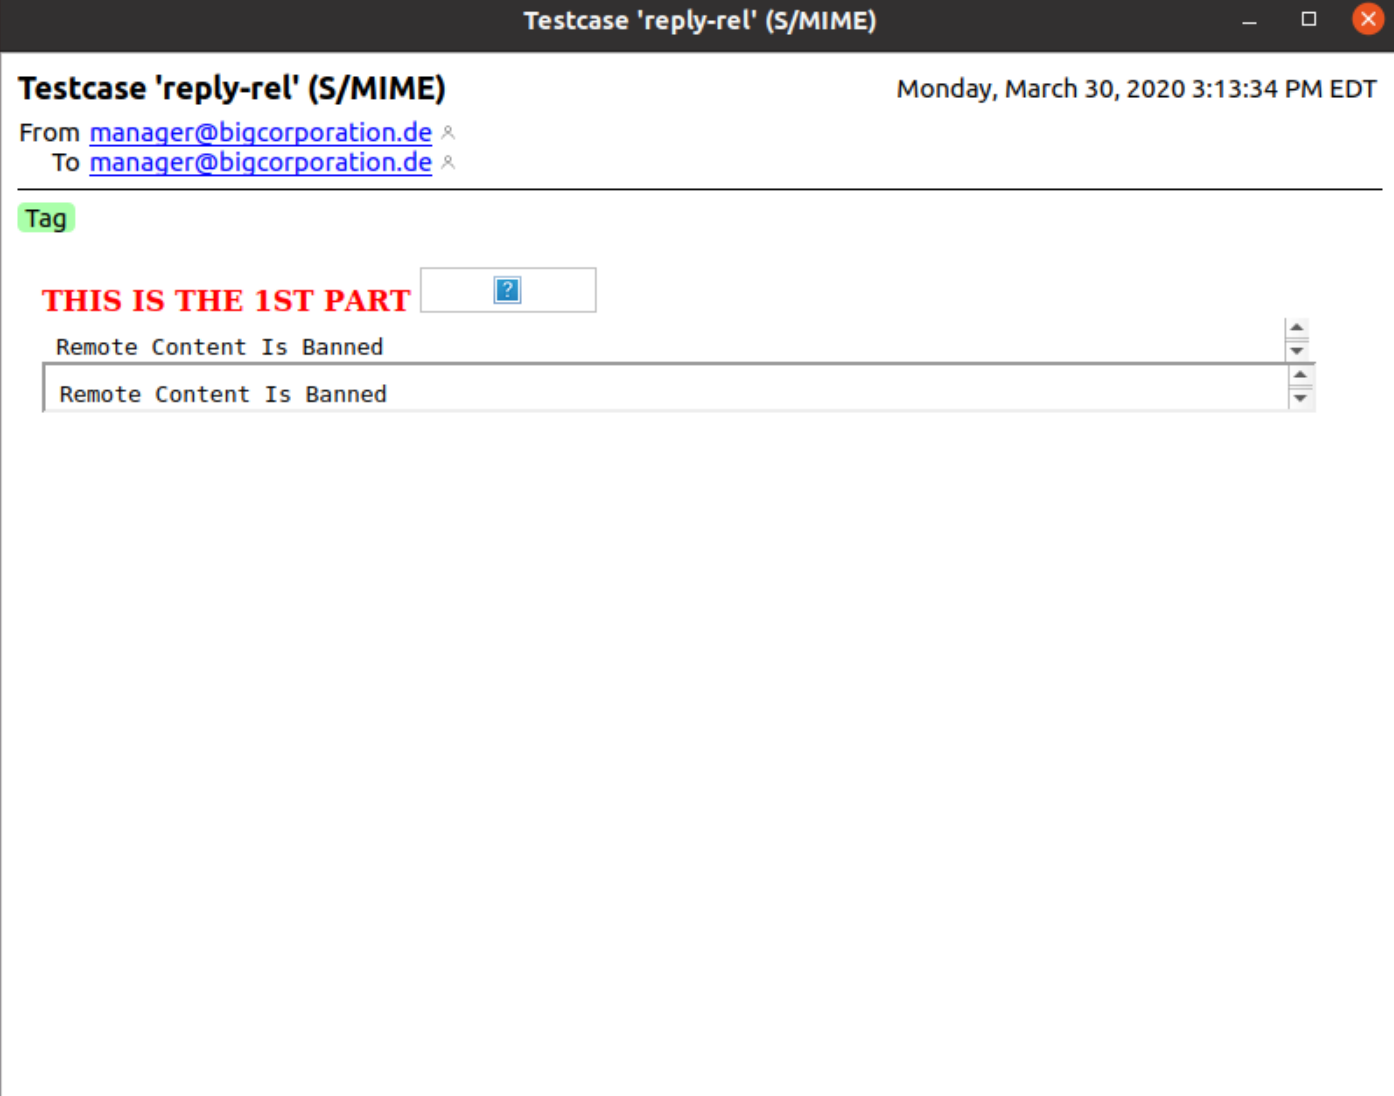 Testcase 'reply-rel' (S/MIME)
Testcase 'reply-rel' (S/MIME)
Monday, March 30, 2020 3:13:34 PM EDT
From manager@bigcorporation.de
To manager@bigcorporation.de
Tag
THIS IS THE 1ST PART
?
Remote Content Is Banned
Remote Content Is Banned